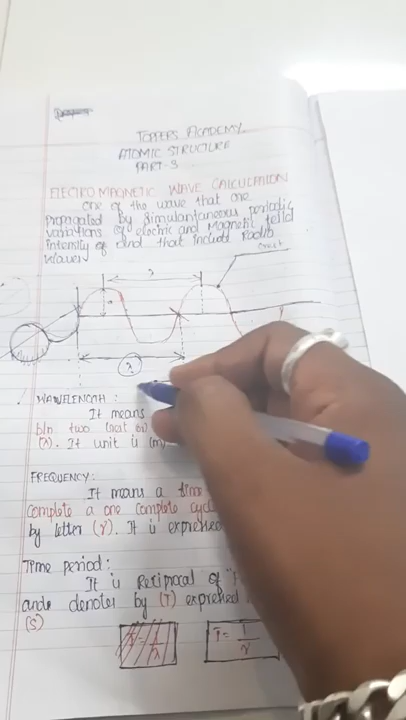 TOPPERS ACADEMY
ATOMIC STRUCTURE
PART-3
ELECTRO MAGNETIC WAVE CALCULATION
One of the wave that are
propagated by Simulantaneous periodic
variations of electric and Magnetic field
intensity of and that include Radio
waves
Crest
λ
WAVELENGTH:
It means
b/n two
(λ). It unit is (m)
FREQUENCY:
It means a time
complete a one complete cycle
by letter (γ). It is expressed
Time period:
It is Reciprocal of
and denoter by (T) expressed
(S)
T = 1/γ